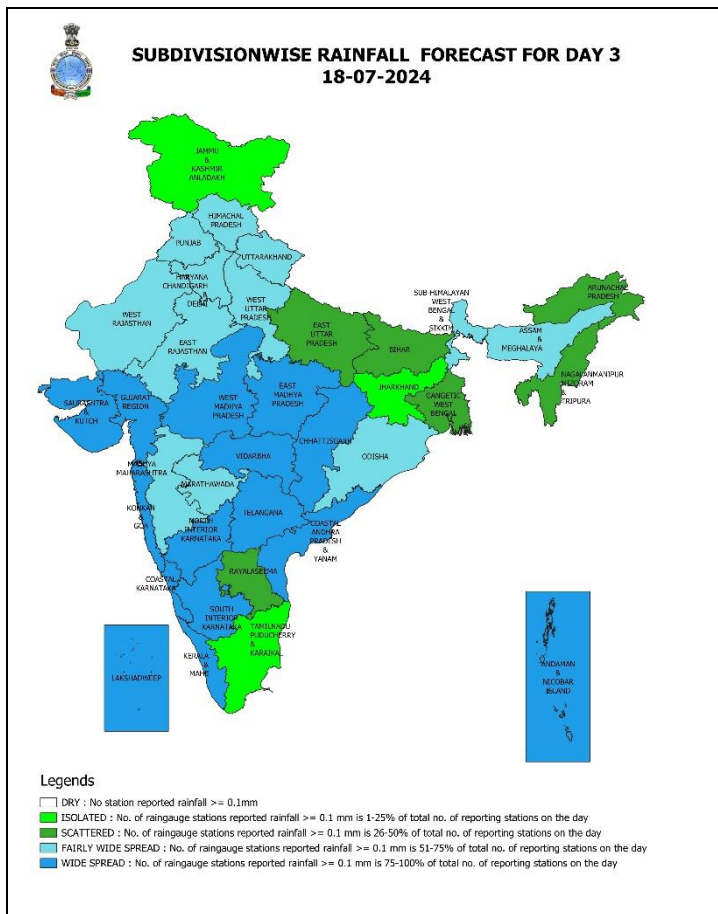 SUBDIVISIONWISE RAINFALL FORECAST FOR DAY 3
18-07-2024
JAMMU
&
KASHMIR
ANLADAKH
HIMACHAL
PRADESH
PUNJAB
UTTARAKHAND
HARYANA
CHANDIGARH
&
DELHI
WEST
UTTAR
PRADESH
WEST
RAJASTHAN
EAST
RAJASTHAN
EAST
UTTAR
PRADESH
BIHAR
SUB-HIMALAYAN
WEST
BENGAL
&
SIKKIM
ARUNACHAL
PRADESH
ASSAM
&
MEGHALAYA
NAGALANMANIPUR
MIZORAM
&
TRIPURA
JHARKHAND
GANGETIC
WEST
BENGAL
SAURASHTRA
&
KUTCH
GUJARAT
REGION
WEST
MADHYA
PRADESH
EAST
MADHYA
PRADESH
CHHATTISGARH
VIDARBHA
ODISHA
MADHYA
MAHARASHTRA
MARATHAWADA
KONKAN
&
GOA
NORTH
INTERIOR
KARNATAKA
TELANGANA
COASTAL
ANDHRA
PRADESH
&
YANAM
RAYALASEEMA
COASTAL
KARNATAKA
SOUTH
INTERIOR
KARNATAKA
TAMILNADU
PUDUCHERRY
&
KARAIKAL
KERALA
&
MAHE
LAKSHADWEEP
ANDAMAN
&
NICOBAR
ISLAND
Legends
DRY : No station reported rainfall >= 0.1mm
ISOLATED : No. of raingauge stations reported rainfall >= 0.1 mm is 1-25% of total no. of reporting stations on the day
SCATTERED : No. of raingauge stations reported rainfall >= 0.1 mm is 26-50% of total no. of reporting stations on the day
FAIRLY WIDE SPREAD : No. of raingauge stations reported rainfall >= 0.1 mm is 51-75% of total no. of reporting stations on the day
WIDE SPREAD : No. of raingauge stations reported rainfall >= 0.1 mm is 75-100% of total no. of reporting stations on the day